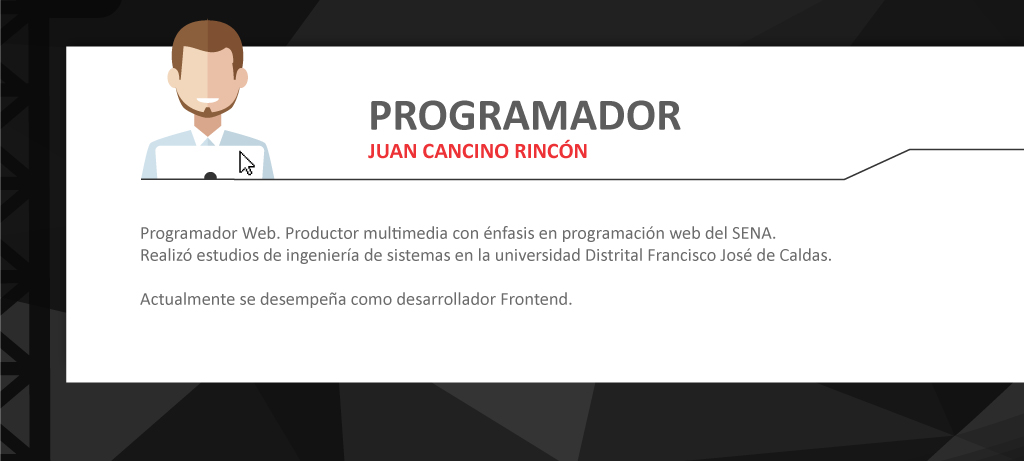 PROGRAMADOR
JUAN CANCINO RINCÓN
Programador Web. Productor multimedia con énfasis en programación web del SENA.
Realizó estudios de ingeniería de sistemas en la universidad Distrital Francisco José de Caldas.
Actualmente se desempeña como desarrollador Frontend.